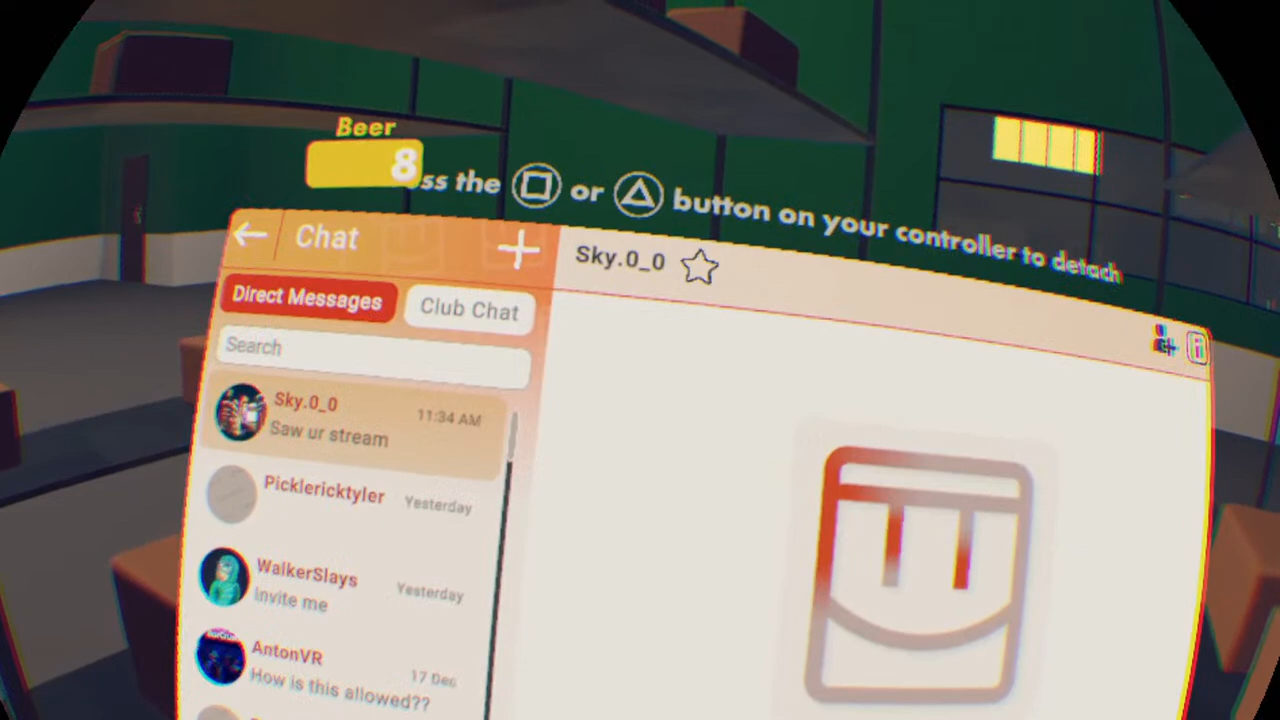 Beer
8
ss the □ or △ button on your controller to detach
Chat
Sky.0_0
Direct Messages
Club Chat
Search
Sky.0_0
11:34 AM
Saw ur stream
Picklericktyler
Yesterday
WalkerSlays
Yesterday
Invite me
AntonVR
17 Dec
How is this allowed??